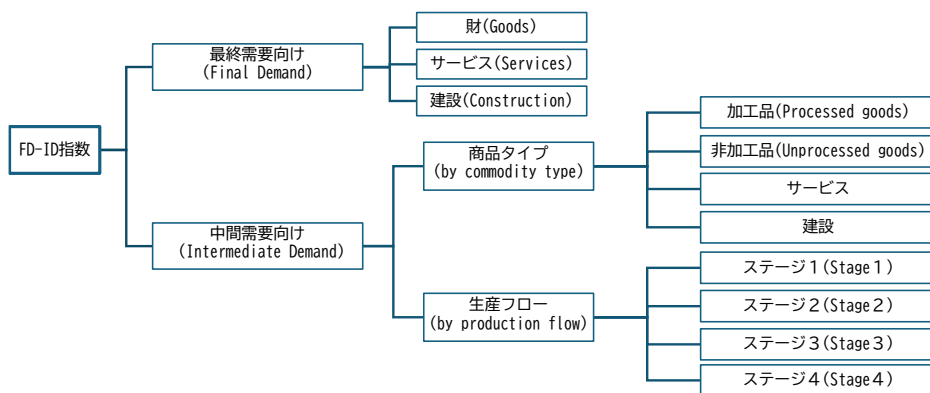 FD-ID指数
最終需要向け
(Final Demand)
財(Goods)
サービス(Services)
建設(Construction)
中間需要向け
(Intermediate Demand)
商品タイプ
(by commodity type)
加工品(Processed goods)
非加工品(Unprocessed goods)
サービス
建設
生産フロー
(by production flow)
ステージ1(Stage1)
ステージ2(Stage2)
ステージ3(Stage3)
ステージ4(Stage4)